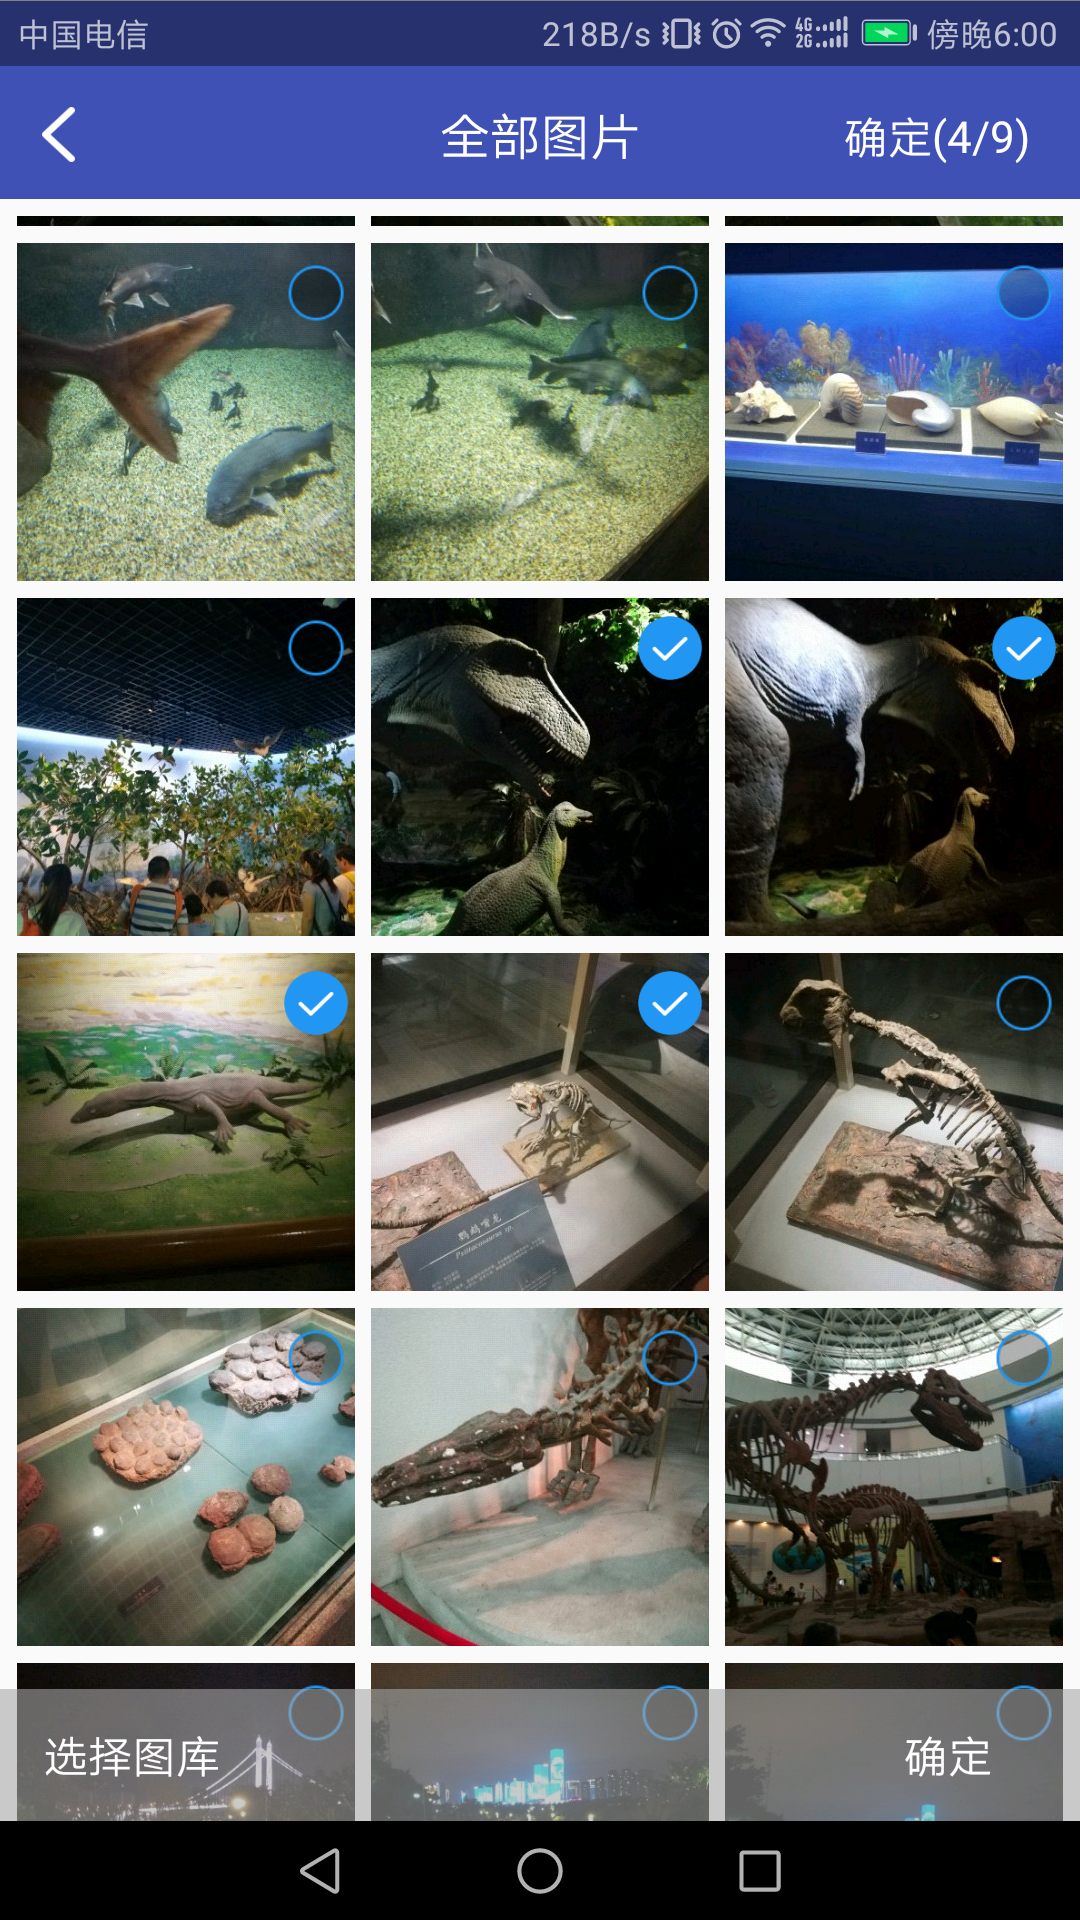 中国电信 218B/s 4G 2G 傍晚6:00
全部图片 确定(4/9)
鹦鹉嘴龙
Psittacosaurus sp.
选择图库 确定